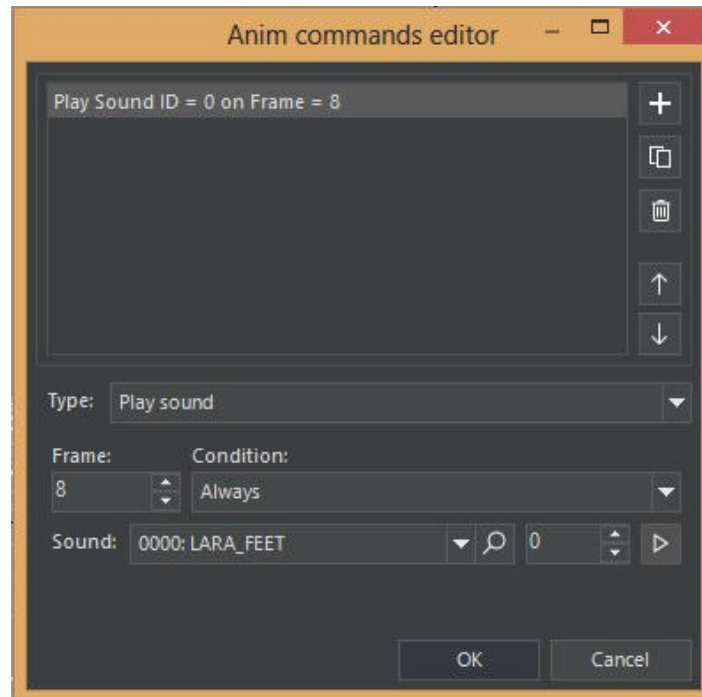 Anim commands editor
Play Sound ID = 0 on Frame = 8
Type: Play sound
Frame: Condition:
8 Always
Sound: 0000: LARA_FEET 0
OK Cancel